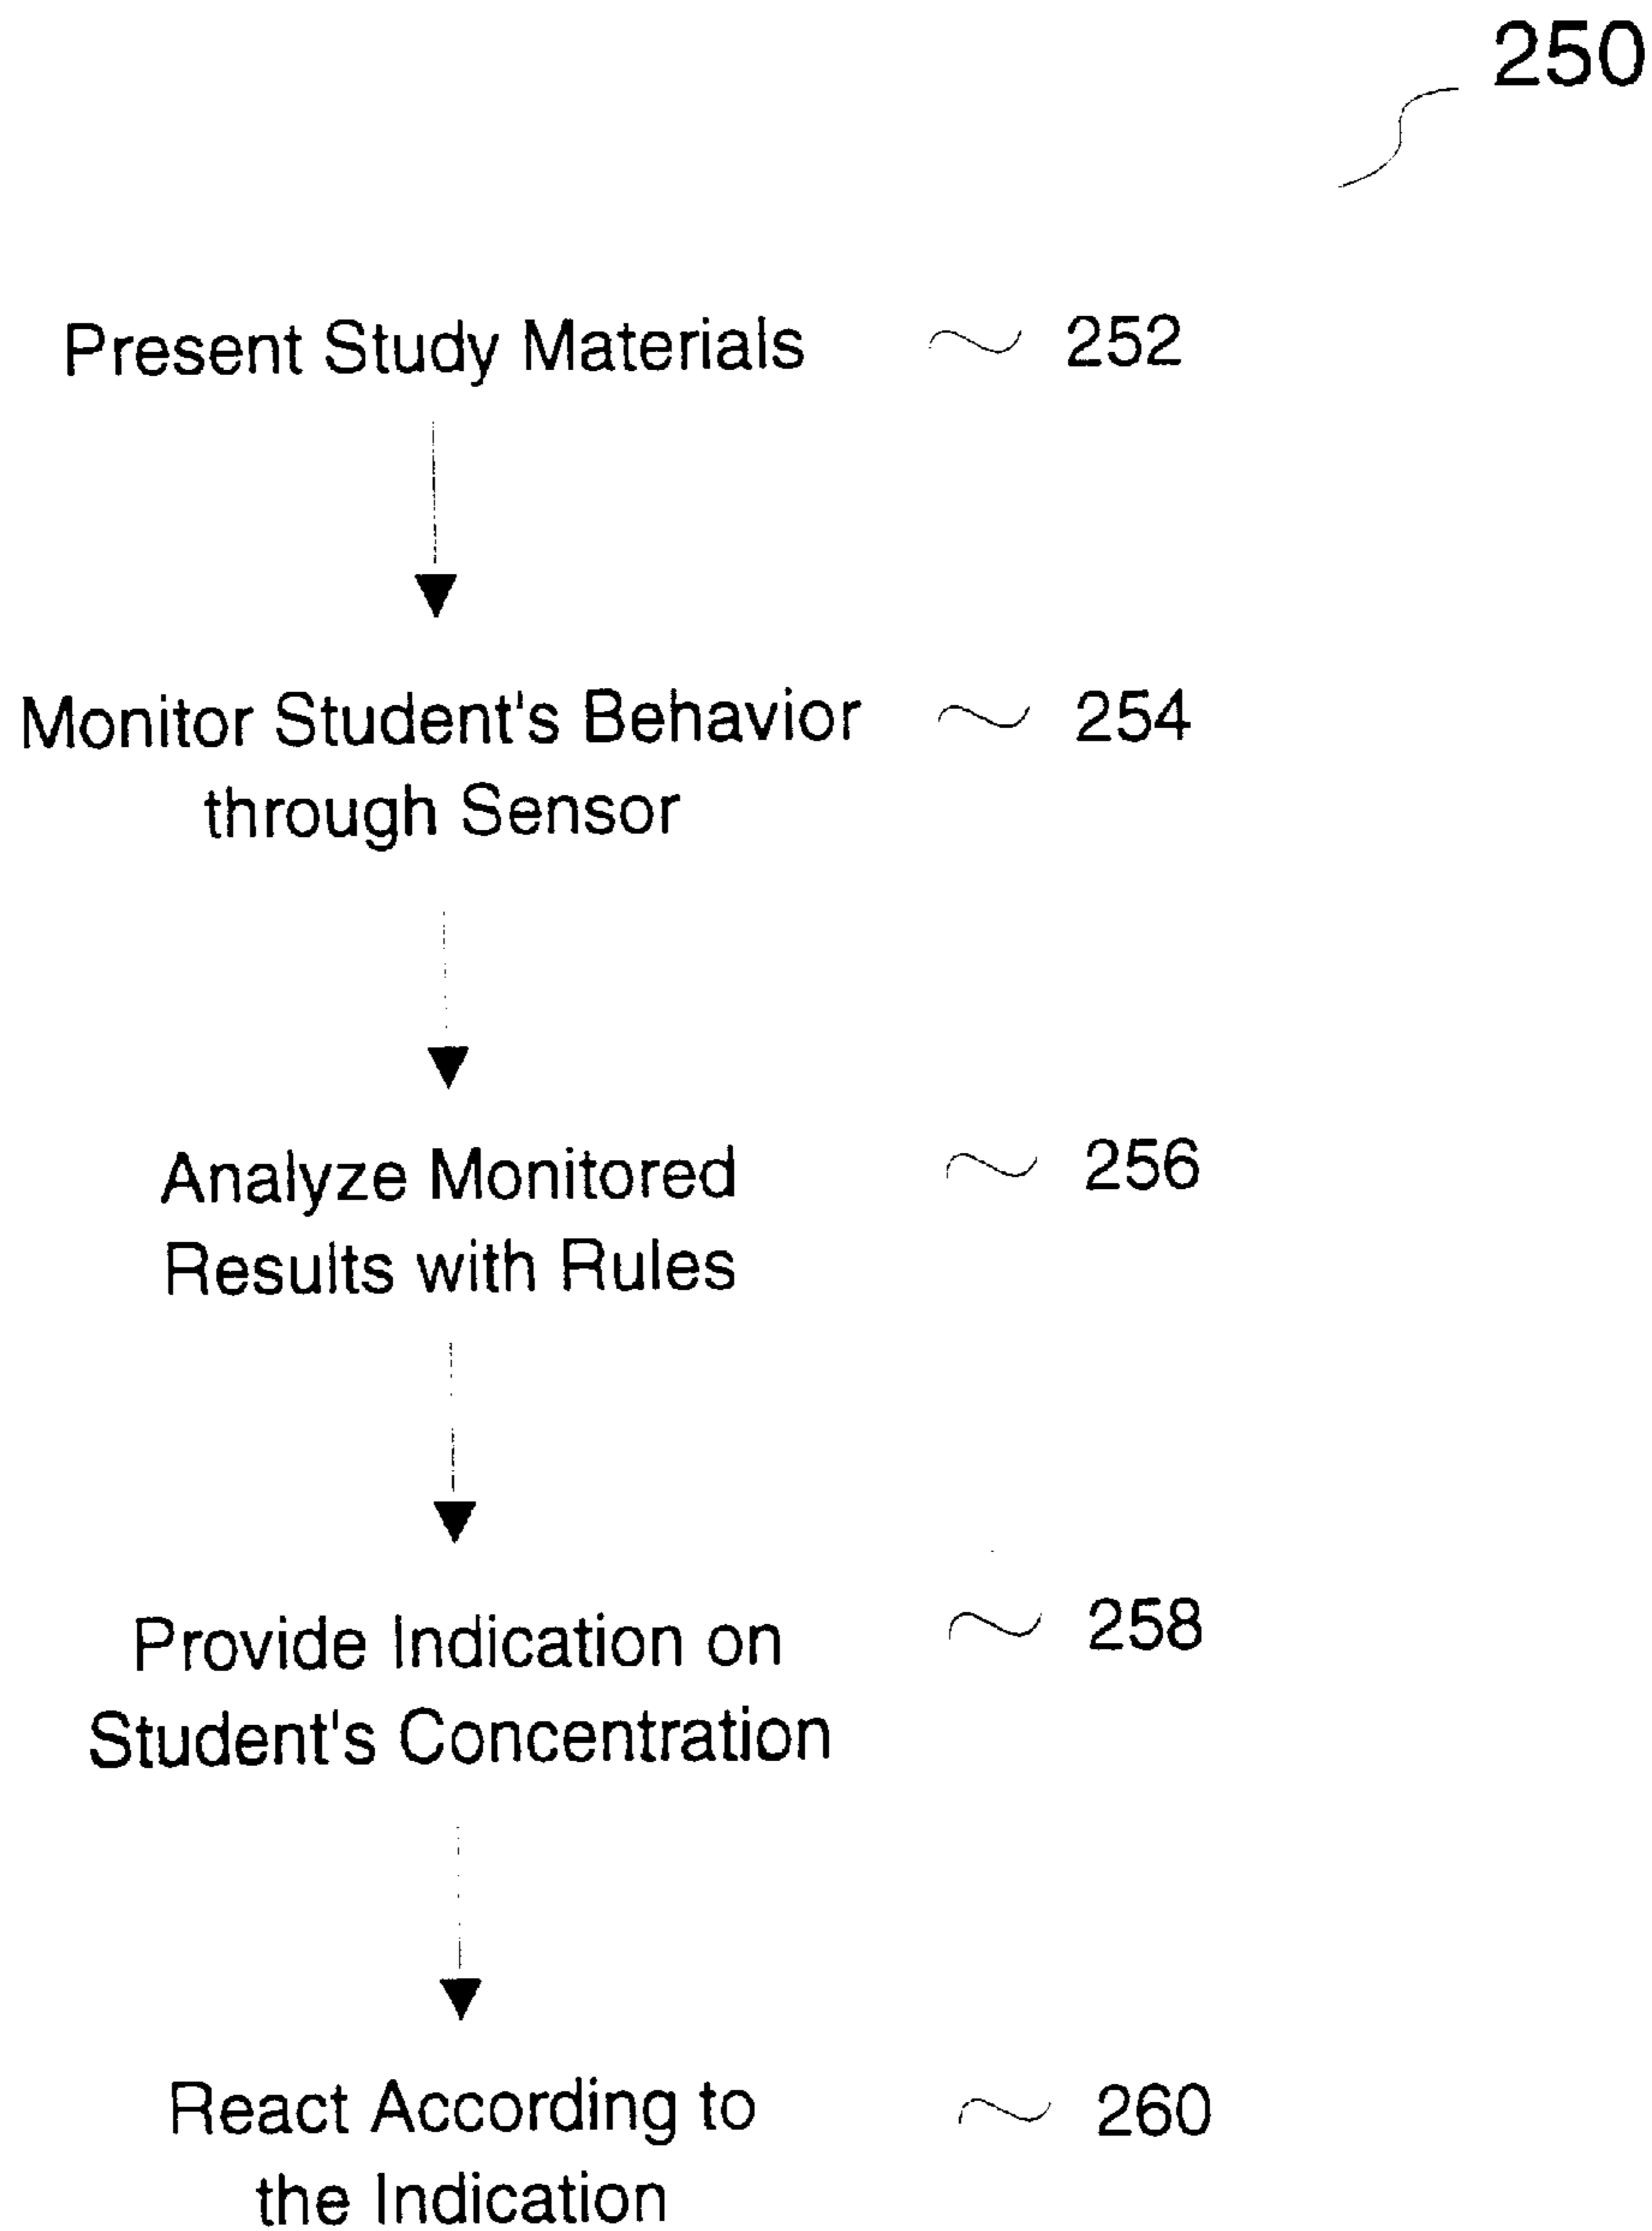 250
Present Study Materials 252
Monitor Student's Behavior 254
through Sensor
Analyze Monitored 256
Results with Rules
Provide Indication on 258
Student's Concentration
React According to 260
the Indication